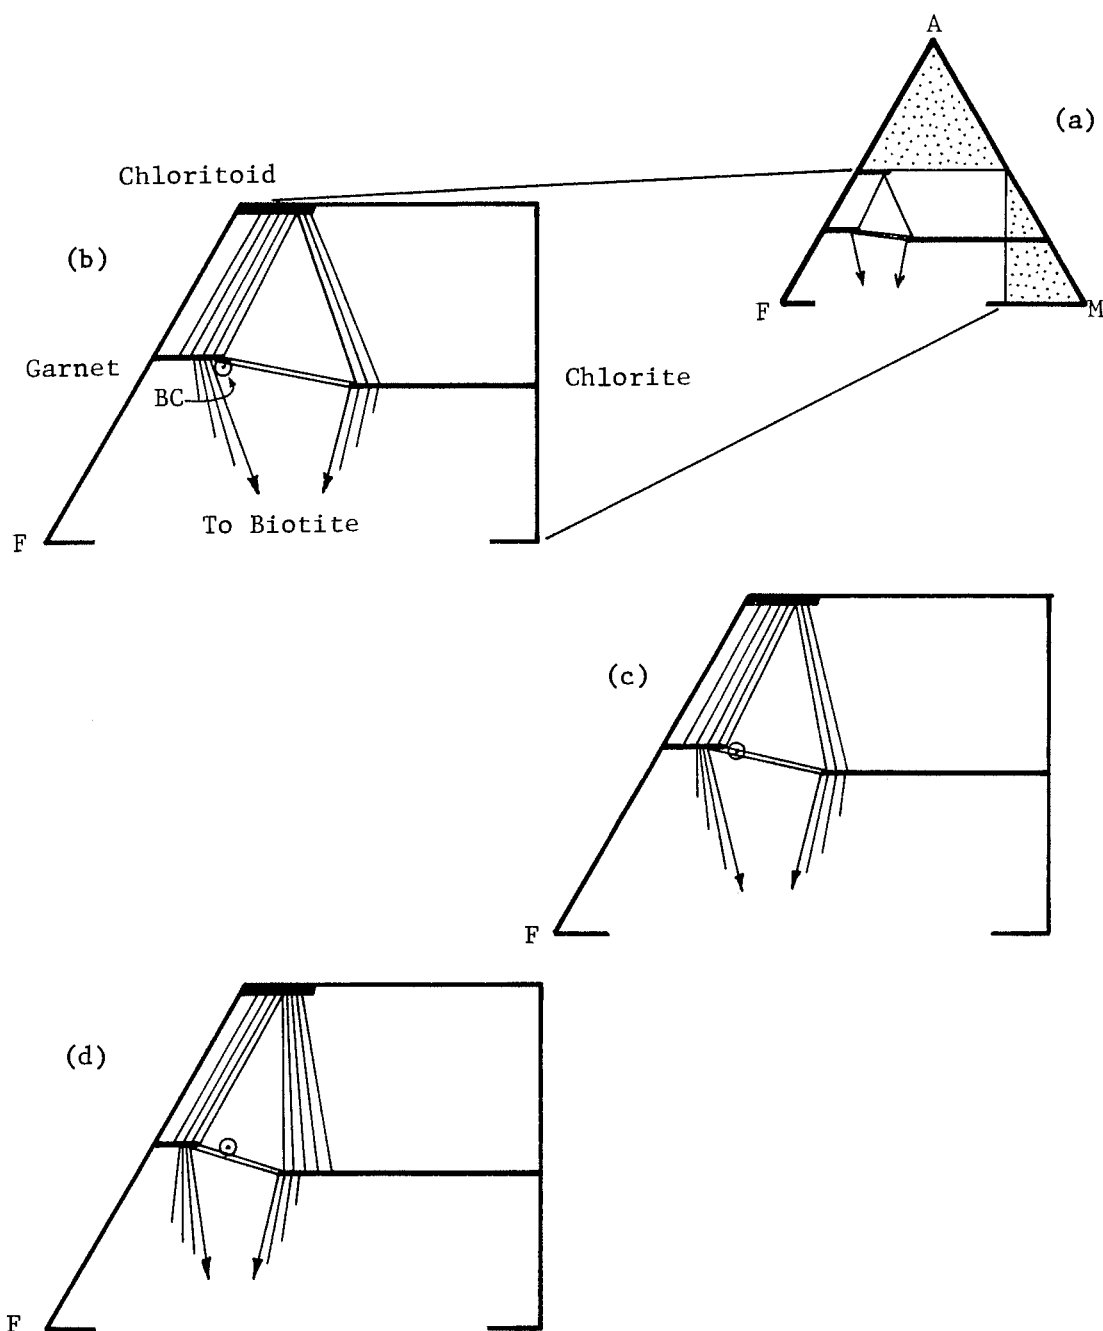 A
(a)
F
M
Chloritoid
(b)
Garnet
BC
Chlorite
To Biotite
F
(c)
F
(d)
F